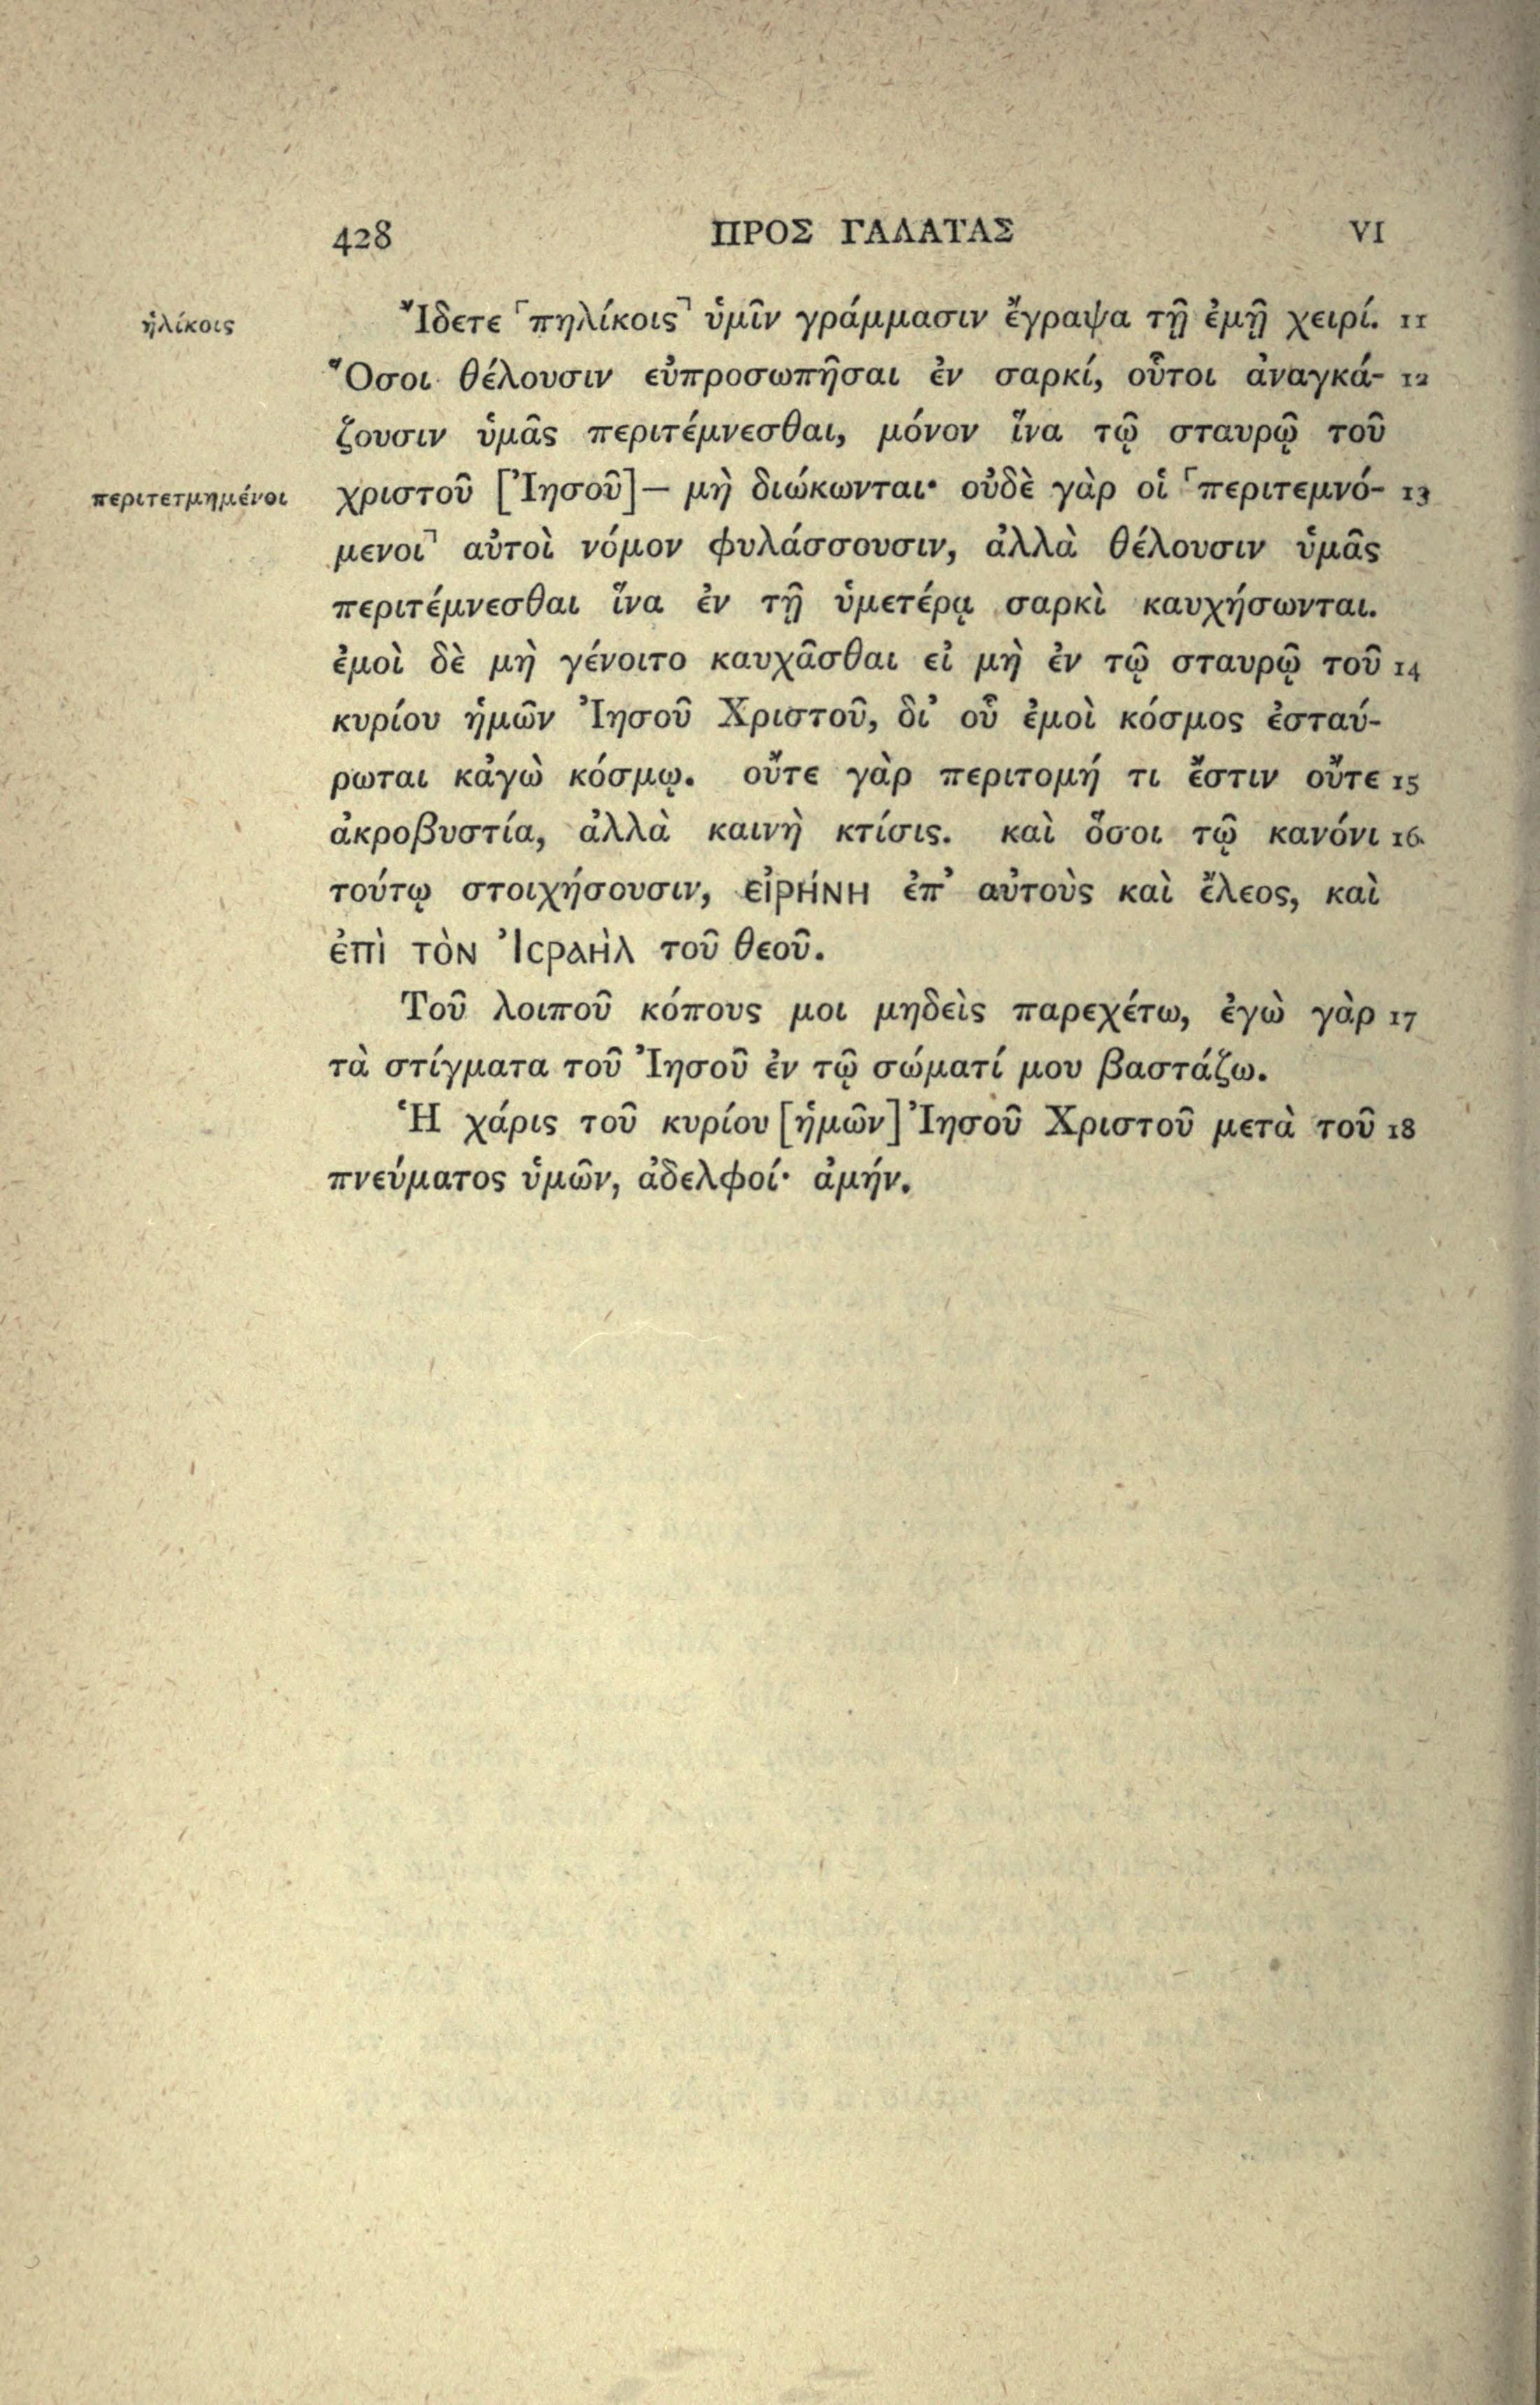 428 ΠΡΟΣ ΓΑΛΑΤΑΣ VI
ἡλίκοις Ἴδετε ⌜πηλίκοις⌝ ὑμῖν γράμμασιν ἔγραψα τῇ ἐμῇ χειρί. 11
Ὅσοι θέλουσιν εὐπροσωπῆσαι ἐν σαρκί, οὗτοι ἀναγκά- 12
ζουσιν ὑμᾶς περιτέμνεσθαι, μόνον ἵνα τῷ σταυρῷ τοῦ
περιτετμημένοι χριστοῦ [Ἰησοῦ]— μὴ διώκωνται· οὐδὲ γὰρ οἱ ⌜περιτεμνό- 13
μενοι⌝ αὐτοὶ νόμον φυλάσσουσιν, ἀλλὰ θέλουσιν ὑμᾶς
περιτέμνεσθαι ἵνα ἐν τῇ ὑμετέρᾳ σαρκὶ καυχήσωνται.
ἐμοὶ δὲ μὴ γένοιτο καυχᾶσθαι εἰ μὴ ἐν τῷ σταυρῷ τοῦ 14
κυρίου ἡμῶν Ἰησοῦ Χριστοῦ, δι' οὗ ἐμοὶ κόσμος ἐσταύ-
ρωται κἀγὼ κόσμῳ. οὔτε γὰρ περιτομή τι ἔστιν οὔτε 15
ἀκροβυστία, ἀλλὰ καινὴ κτίσις. καὶ ὅσοι τῷ κανόνι 16
τούτῳ στοιχήσουσιν, εἰρήνη ἐπ' αὐτοὺς καὶ ἔλεος, καὶ
ἐπὶ τὸν Ἰσραὴλ τοῦ θεοῦ.
Τοῦ λοιποῦ κόπους μοι μηδεὶς παρεχέτω, ἐγὼ γὰρ 17
τὰ στίγματα τοῦ Ἰησοῦ ἐν τῷ σώματί μου βαστάζω.
Ἡ χάρις τοῦ κυρίου [ἡμῶν] Ἰησοῦ Χριστοῦ μετὰ τοῦ 18
πνεύματος ὑμῶν, ἀδελφοί· ἀμήν.